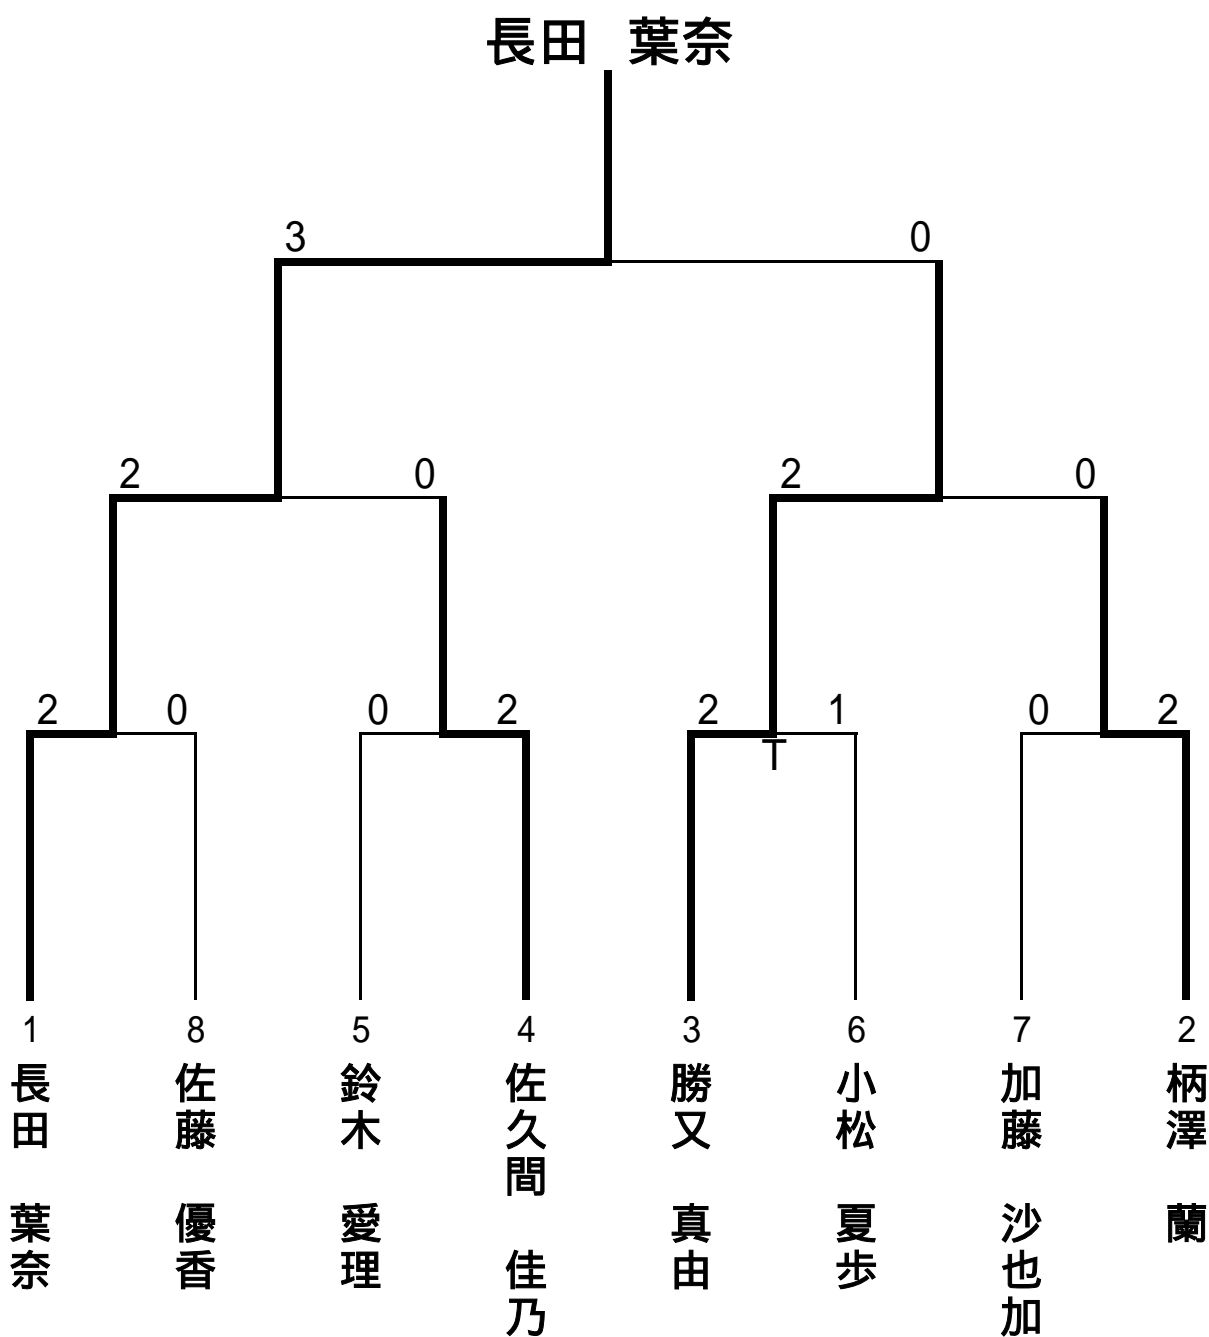 長田 葉奈
3 0
2 0 2 0
2 0 0 2 2 1 0 2
T
1 8 5 4 3 6 7 2
長田 葉奈
佐藤 優香
鈴木 愛理
佐久間 佳乃
勝又 真由
小松 夏歩
加藤 沙也加
柄澤 蘭